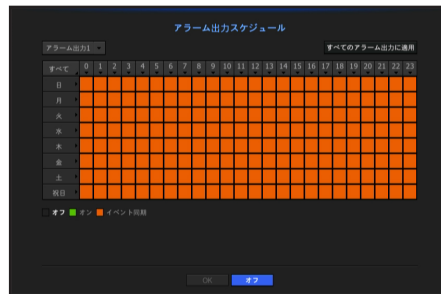 アラーム出力スケジュール
アラーム出力1
すべてのアラーム出力に適用
すべて 0 1 2 3 4 5 6 7 8 9 10 11 12 13 14 15 16 17 18 19 20 21 22 23
日
月
火
水
木
金
土
祝日
オフ オン イベント同期
OK オフ